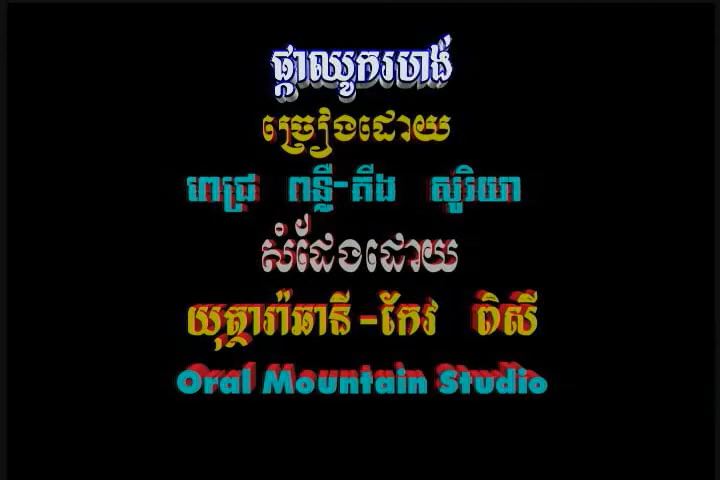 ផ្កាឈូករហង់
ច្រៀងដោយ
ពេជ្រ ពន្លឺ-គីង សូរិយា
សំដែងដោយ
យុត្ថារ៉ាឆានី -កែវ ពិសី
Oral Mountain Studio